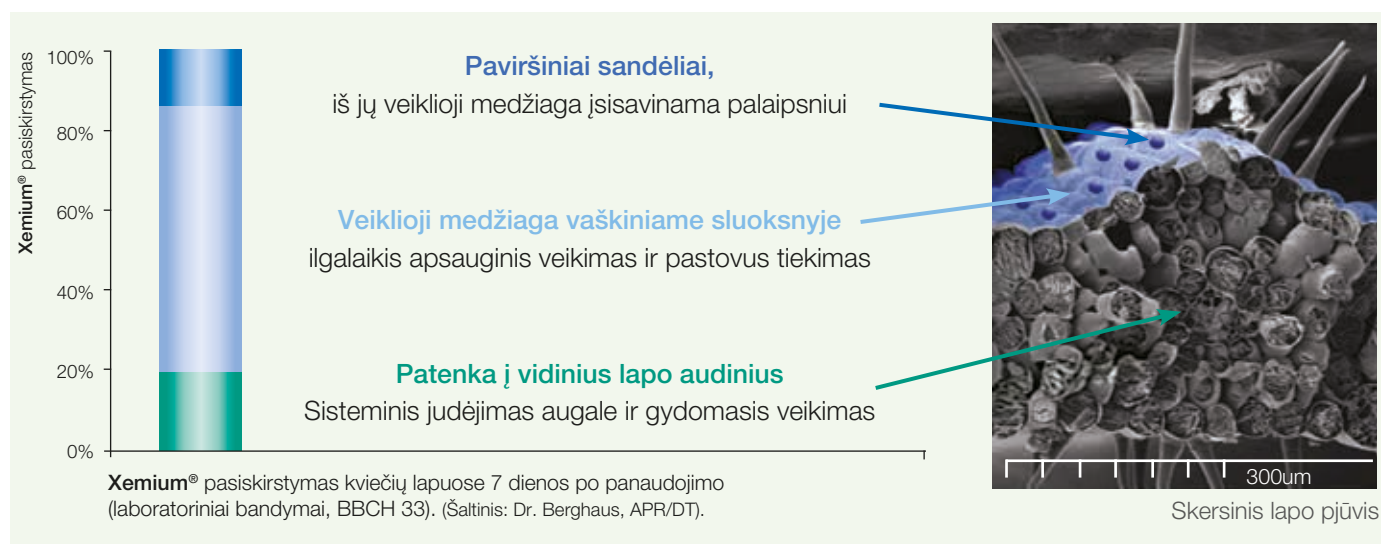 Xemium® pasiskirstymas
100%
80%
60%
40%
20%
0%
Paviršiniai sandėliai,
iš jų veiklioji medžiaga įsisavinama palaipsniui
Veiklioji medžiaga vaškiniame sluoksnyje
ilgalaikis apsauginis veikimas ir pastovus tiekimas
Patenka į vidinius lapo audinius
Sisteminis judėjimas augale ir gydomasis veikimas
Xemium® pasiskirstymas kviečių lapuose 7 dienos po panaudojimo
(laboratoriniai bandymai, BBCH 33). (Šaltinis: Dr. Berghaus, APR/DT).
300um
Skersinis lapo pjūvis